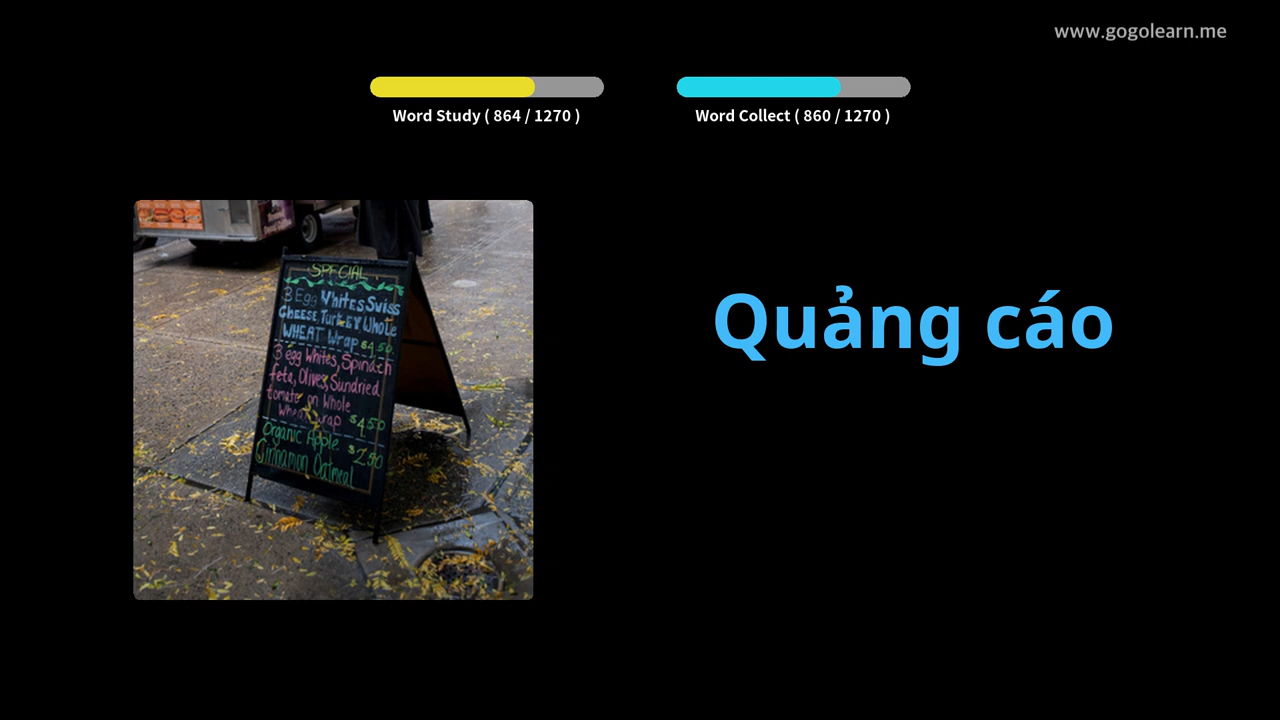 www.gogolearn.me
Word Study ( 864 / 1270 )
Word Collect ( 860 / 1270 )
SPECIAL
3 Egg Whites Swiss
Cheese, Turkey Whole
WHEAT Wrap $4.50
3 egg Whites, Spinach
feta, Olives, Sundried
tomato on Whole
Wheat wrap $4.50
Organic Apple $2.50
Cinnamon Oatmeal
Quảng cáo